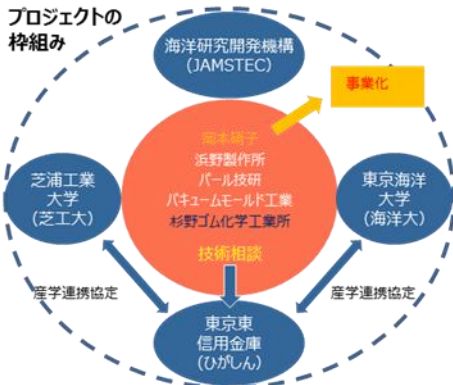 プロジェクトの
枠組み
海洋研究開発機構
(JAMSTEC)
事業化
岡本硝子
浜野製作所
パール技研
バキュームモールド工業
杉野ゴム化学工業所
技術相談
芝浦工業
大学
(芝工大)
東京海洋
大学
(海洋大)
産学連携協定
産学連携協定
東京東
信用金庫
(ひがしん)